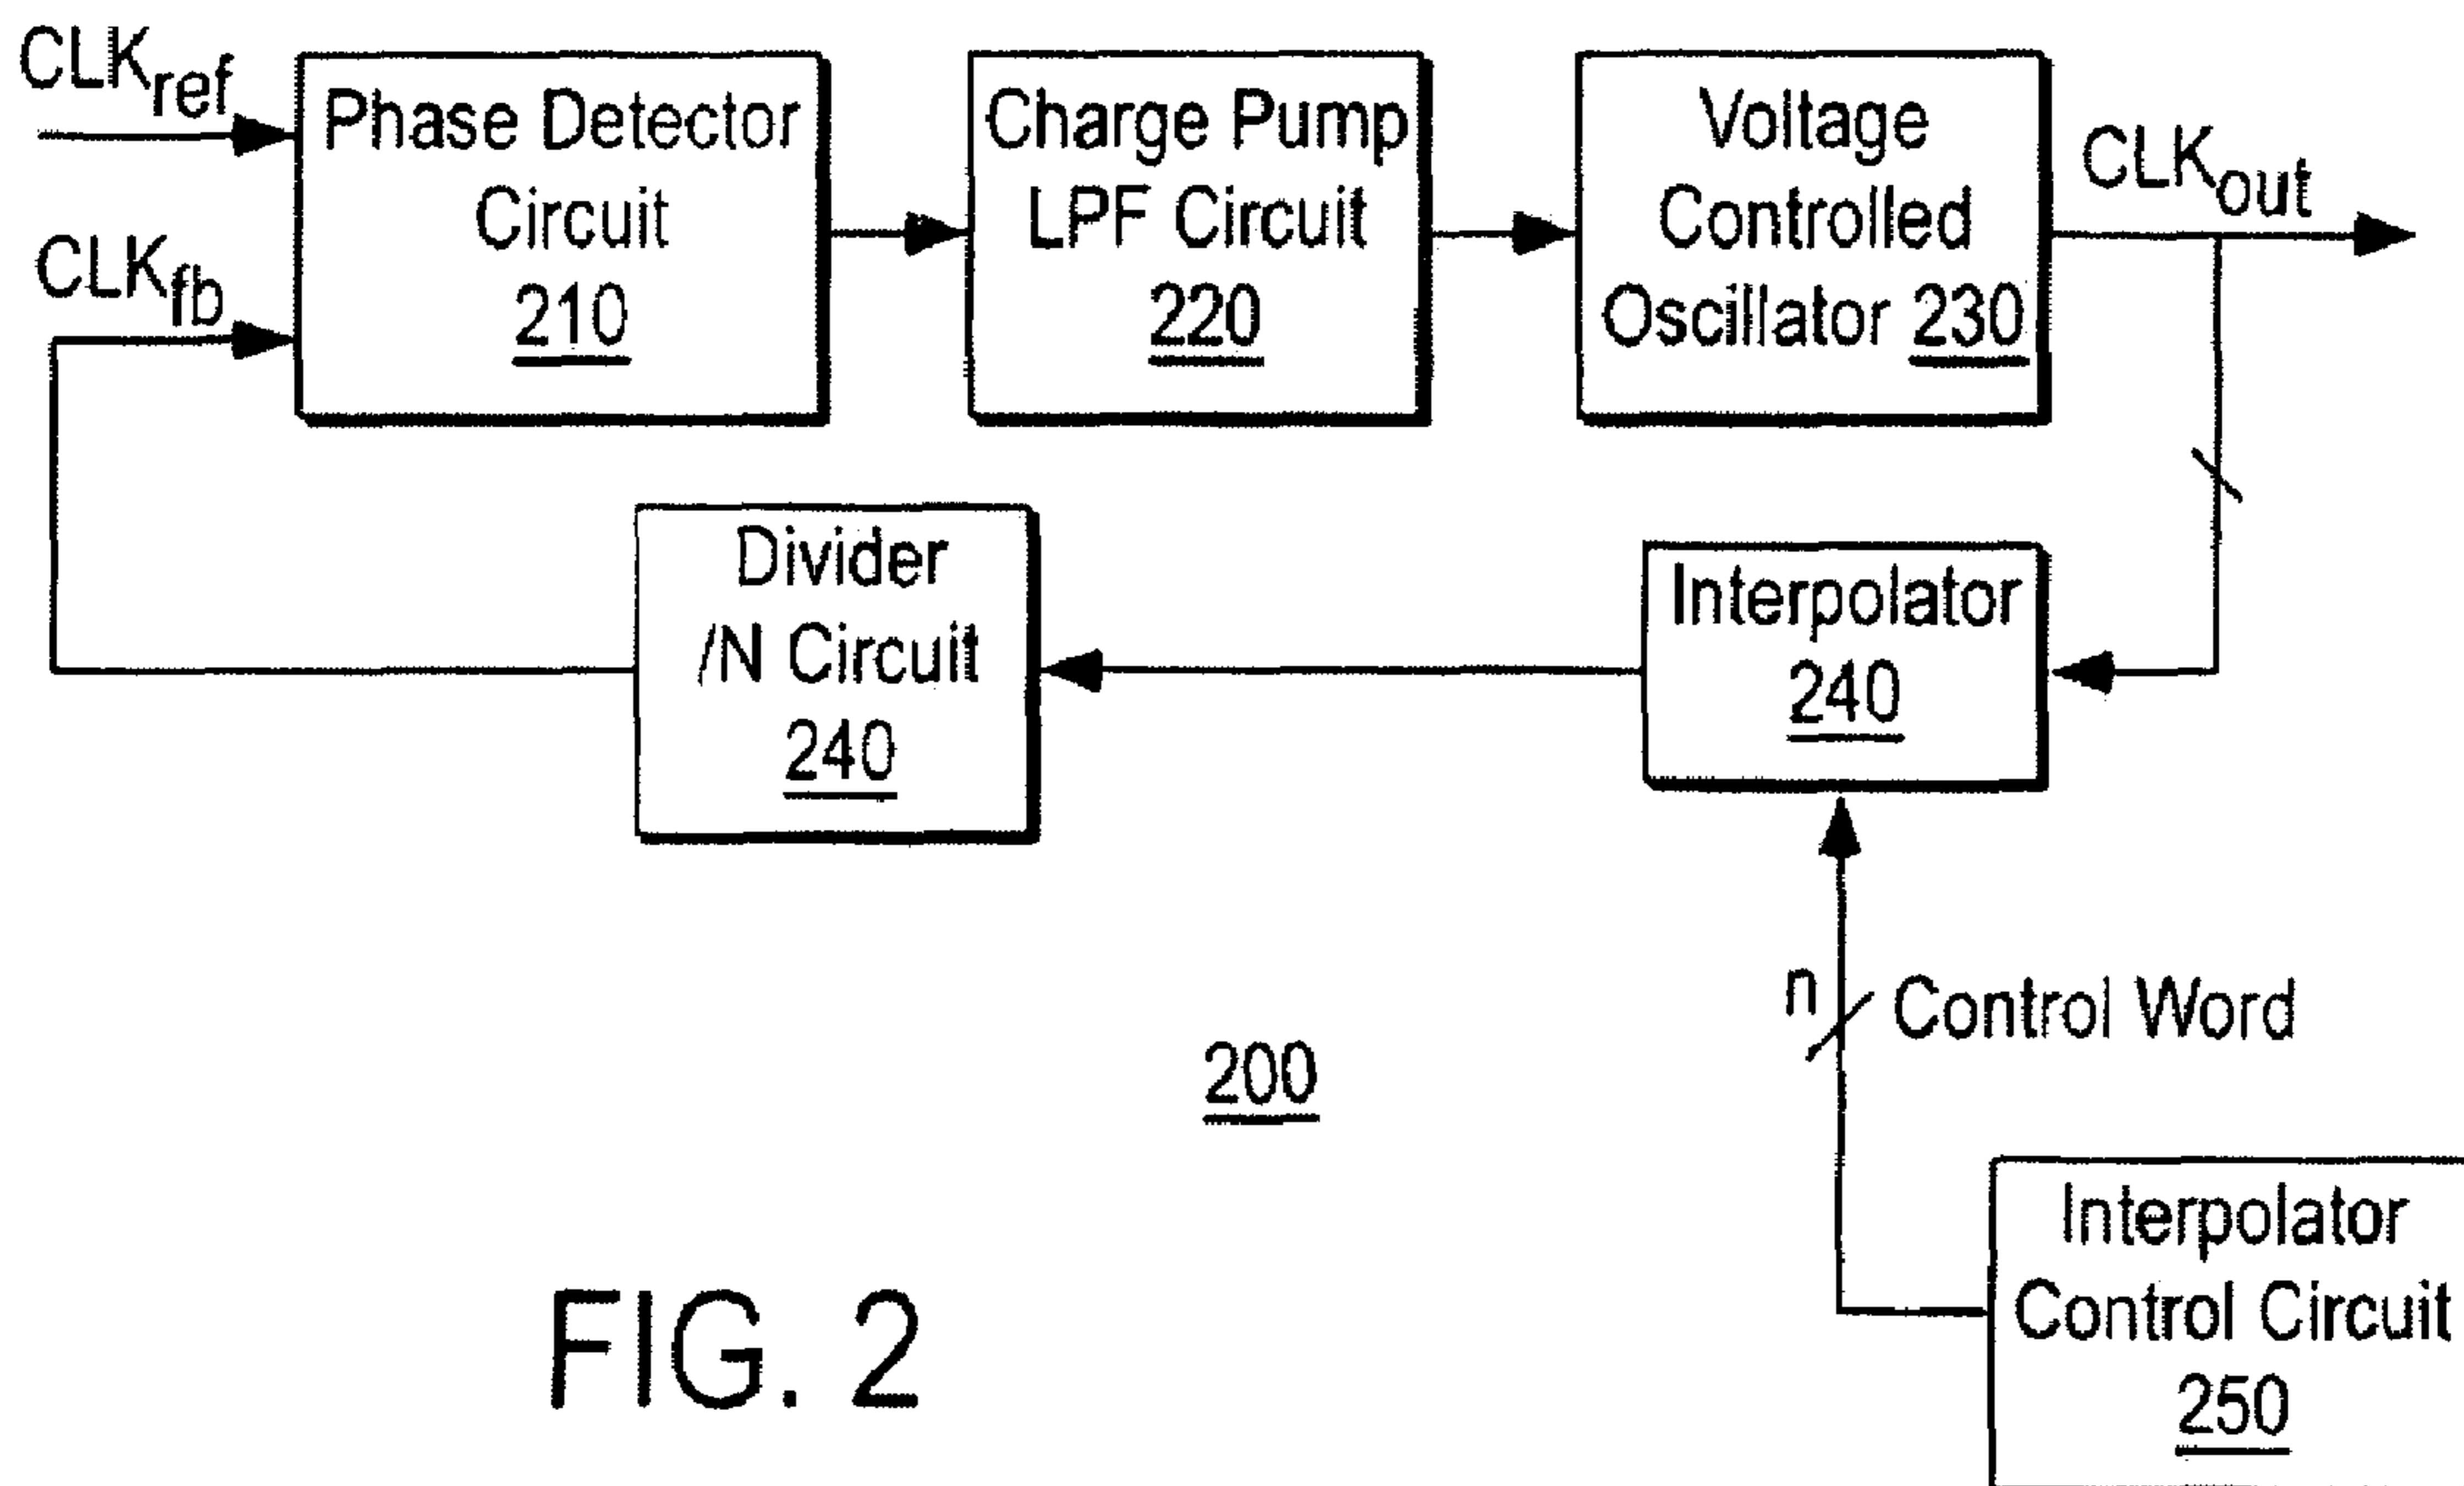 CLKref
Phase Detector
Circuit
210
CLKfb
Charge Pump
LPF Circuit
220
Voltage
Controlled
Oscillator 230
CLKout
Divider
/N Circuit
240
Interpolator
240
n
Control Word
200
Interpolator
Control Circuit
250
FIG. 2